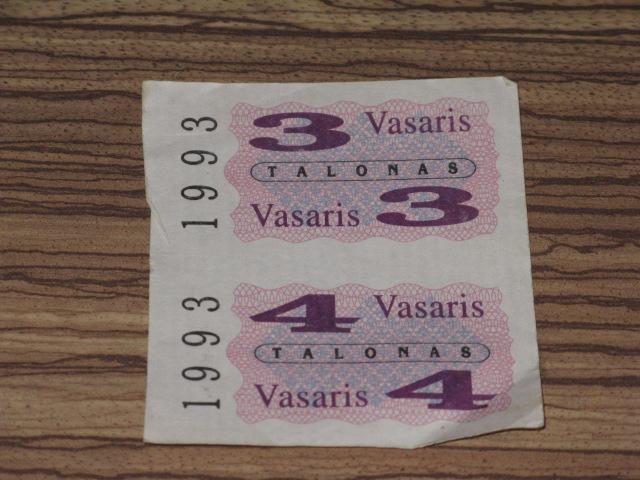 1993
3 Vasaris
TALONAS
Vasaris 3
1993
4 Vasaris
TALONAS
Vasaris 4